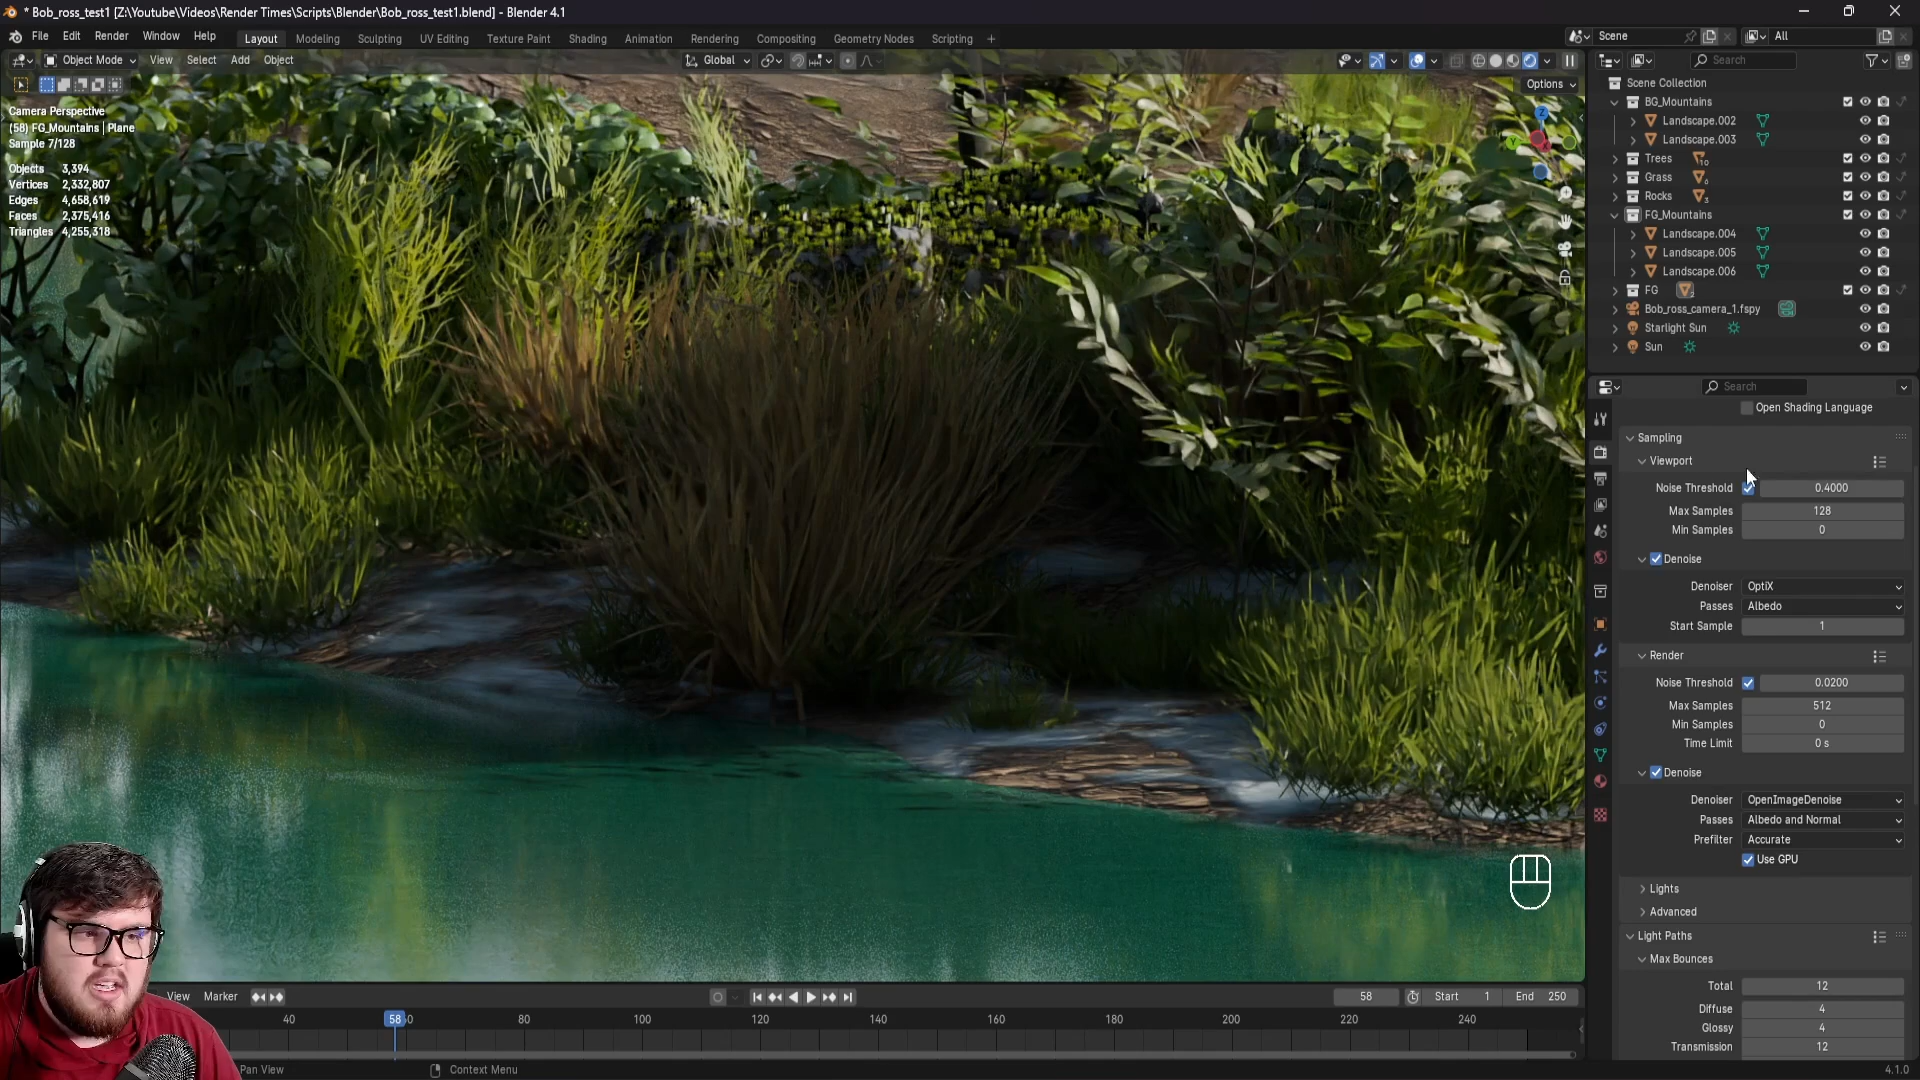 * Bob_ross_test1 [Z:\Youtube\Videos\Render Times\Scripts\Blender\Bob_ross_test1.blend] - Blender 4.1
File Edit Render Window Help Layout Modeling Sculpting UV Editing Texture Paint Shading Animation Rendering Compositing Geometry Nodes Scripting + Scene All
Object Mode View Select Add Object Global Search
Options
Camera Perspective
(58) FG_Mountains | Plane
Sample 7/128
Objects 3,394
Vertices 2,332,807
Edges 4,658,619
Faces 2,375,416
Triangles 4,255,318
Z
Y
X
Scene Collection
BG_Mountains
Landscape.002
Landscape.003
Trees 10
Grass 6
Rocks 3
FG_Mountains
Landscape.004
Landscape.005
Landscape.006
FG 2
Bob_ross_camera_1.fspy
Starlight Sun
Sun
Search
Open Shading Language
Sampling
Viewport
Noise Threshold 0.4000
Max Samples 128
Min Samples 0
Denoise
Denoiser OptiX
Passes Albedo
Start Sample 1
Render
Noise Threshold 0.0200
Max Samples 512
Min Samples 0
Time Limit 0 s
Denoise
Denoiser OpenImageDenoise
Passes Albedo and Normal
Prefilter Accurate
Use GPU
Lights
Advanced
Light Paths
Max Bounces
Total 12
Diffuse 4
Glossy 4
Transmission 12
View Marker 58 Start 1 End 250
40 58 80 100 120 140 160 180 200 220 240
Pan View Context Menu 4.1.0